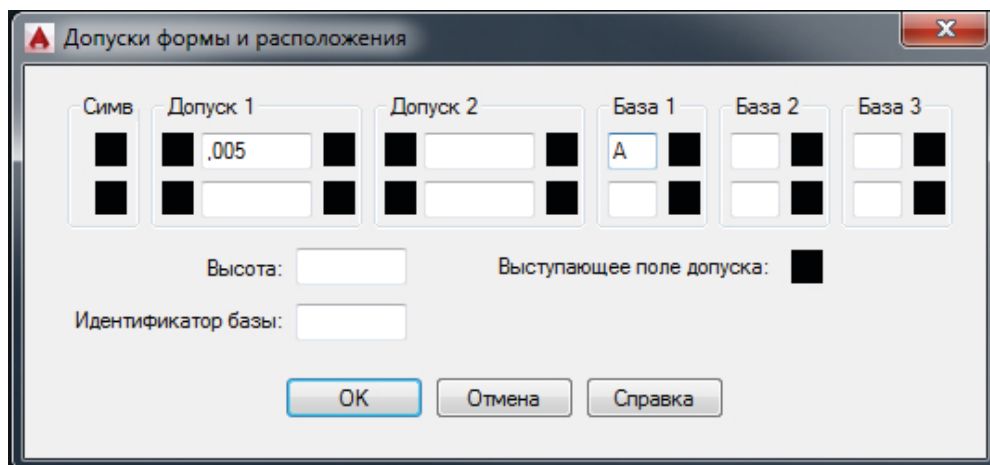 Допуски формы и расположения
Симв Допуск 1 Допуск 2 База 1 База 2 База 3
,005 A
Высота: Выступающее поле допуска:
Идентификатор базы:
OK Отмена Справка